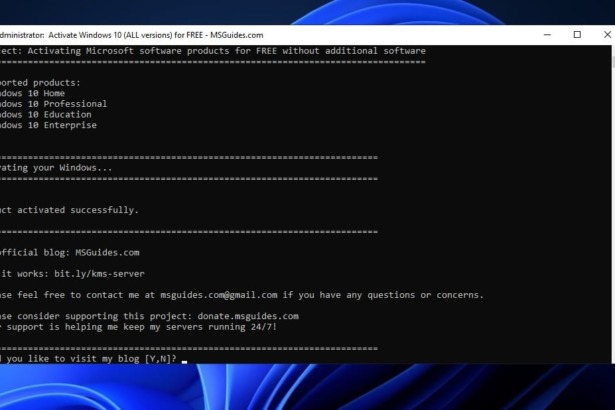 dministrator: Activate Windows 10 (ALL versions) for FREE - MSGuides.com
ject: Activating Microsoft software products for FREE without additional software
============================================================================
ported products:
ndows 10 Home
ndows 10 Professional
ndows 10 Education
ndows 10 Enterprise
============================================================================
vating your Windows...
============================================================================
uct activated successfully.
============================================================================
official blog: MSGuides.com
it works: bit.ly/kms-server
ase feel free to contact me at msguides.com@gmail.com if you have any questions or concerns.
ase consider supporting this project: donate.msguides.com
r support is helping me keep my servers running 24/7!
============================================================================
d you like to visit my blog [Y,N]? _